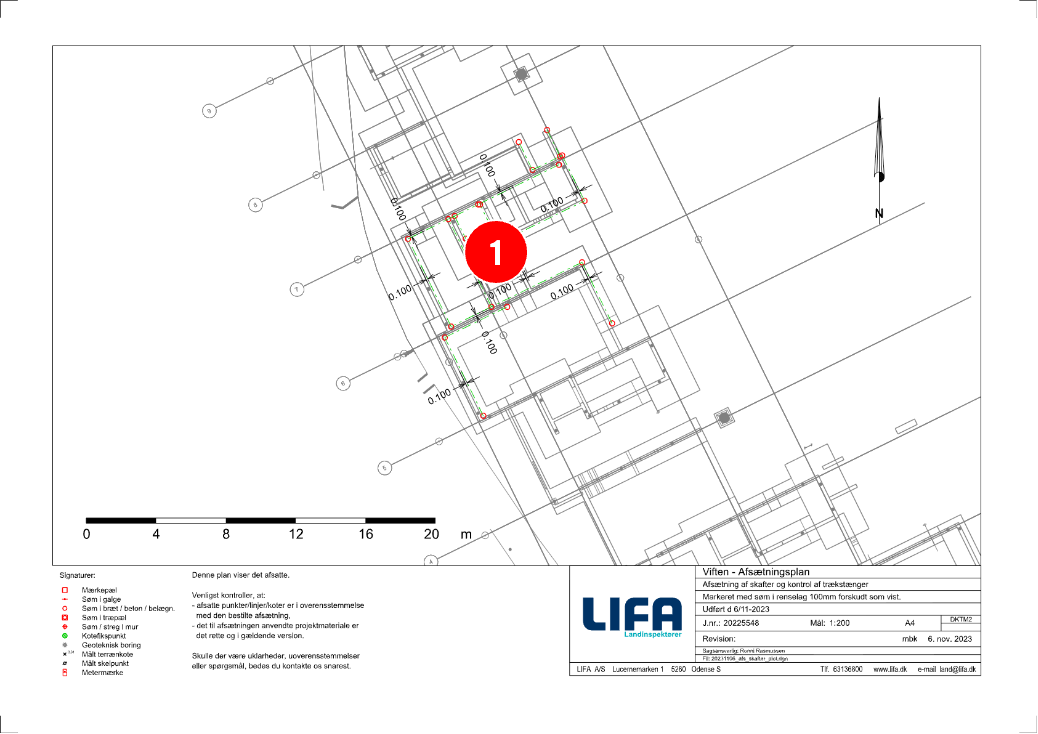 9
8
7
6
5
A
0.100
0.100
0.100
0.100
0.100
0.100
0.100
0.100
1
N
0 4 8 12 16 20 m
Signaturer:
Mærkepæl
Søm i galge
Søm i bræt / beton / belægn.
Søm i træpæl
Søm / streg i mur
Kotefikspunkt
Geoteknisk boring
Målt terrænkote
Målt skelpunkt
Metermærke
Denne plan viser det afsatte.
Venligst kontroller, at:
- afsatte punkter/linjer/koter er i overensstemmelse
med den bestilte afsætning,
- det til afsætningen anvendte projektmateriale er
det rette og i gældende version.
Skulle der være uklarheder, uoverensstemmelser
eller spørgsmål, bedes du kontakte os snarest.
LIFA
Landinspektører
Viften - Afsætningsplan
Afsætning af skafter og kontrol af trækstænger
Markeret med søm i renselag 100mm forskudt som vist.
Udført d 6/11-2023
J.nr.: 20225548 Mål: 1:200 A4 DKTM2
Revision: mbk 6. nov. 2023
Sagsansvarlig: Ronni Rasmussen
LIFA A/S Lucernemarken 1 5260 Odense S Tlf. 63136800 www.lifa.dk e-mail land@lifa.dk